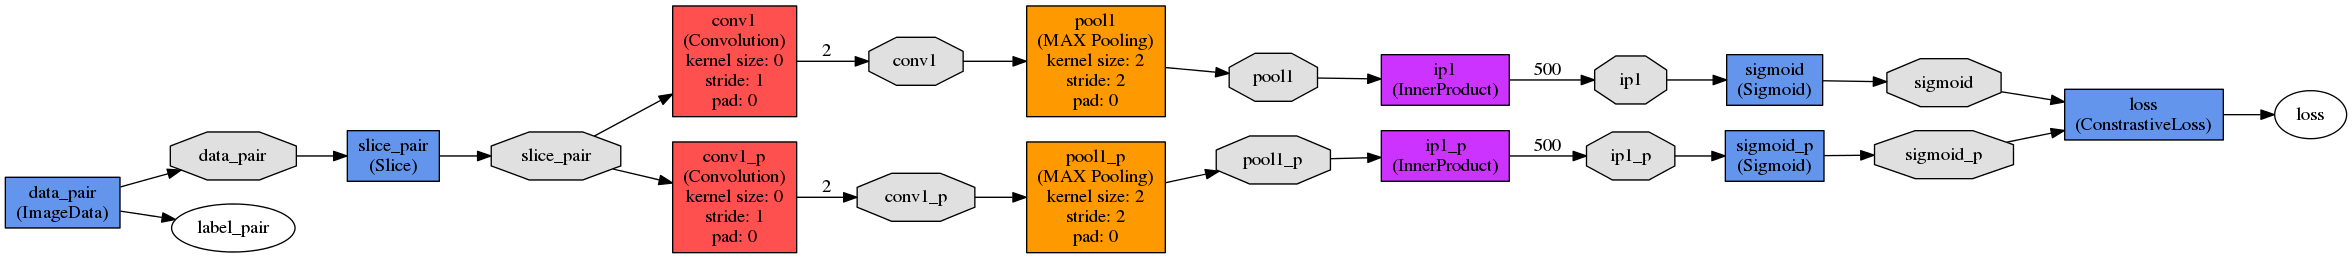 data_pair
(ImageData)
data_pair
label_pair
slice_pair
(Slice)
slice_pair
conv1
(Convolution)
kernel size: 0
stride: 1
pad: 0
2
conv1
pool1
(MAX Pooling)
kernel size: 2
stride: 2
pad: 0
pool1
ip1
(InnerProduct)
500
ip1
sigmoid
(Sigmoid)
sigmoid
conv1_p
(Convolution)
kernel size: 0
stride: 1
pad: 0
2
conv1_p
pool1_p
(MAX Pooling)
kernel size: 2
stride: 2
pad: 0
pool1_p
ip1_p
(InnerProduct)
500
ip1_p
sigmoid_p
(Sigmoid)
sigmoid_p
loss
(ConstrastiveLoss)
loss